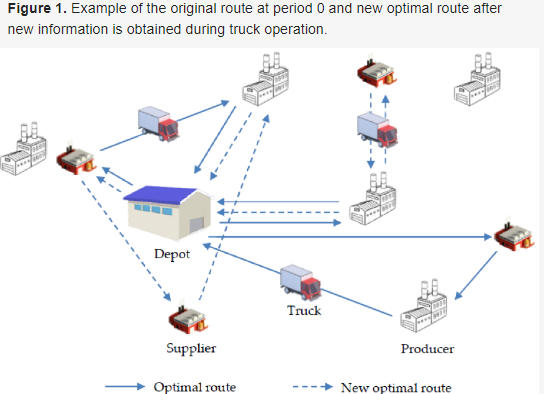 Figure 1. Example of the original route at period 0 and new optimal route after
new information is obtained during truck operation.
Depot
Truck
Supplier
Producer
Optimal route
New optimal route